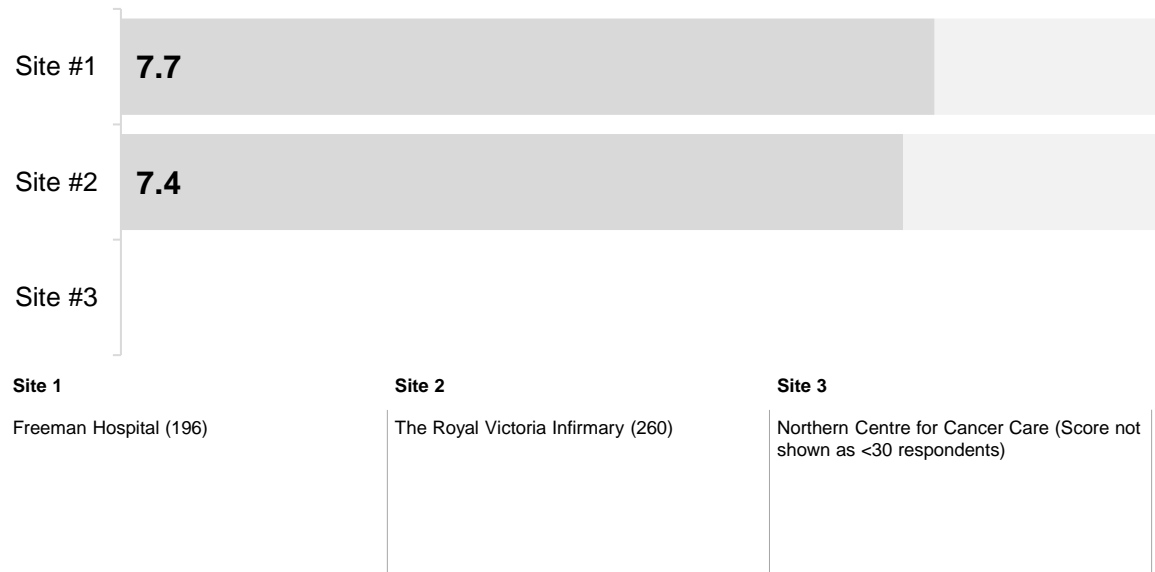 Site #1
7.7
Site #2
7.4
Site #3
Site 1
Freeman Hospital (196)
Site 2
The Royal Victoria Infirmary (260)
Site 3
Northern Centre for Cancer Care (Score not
shown as <30 respondents)